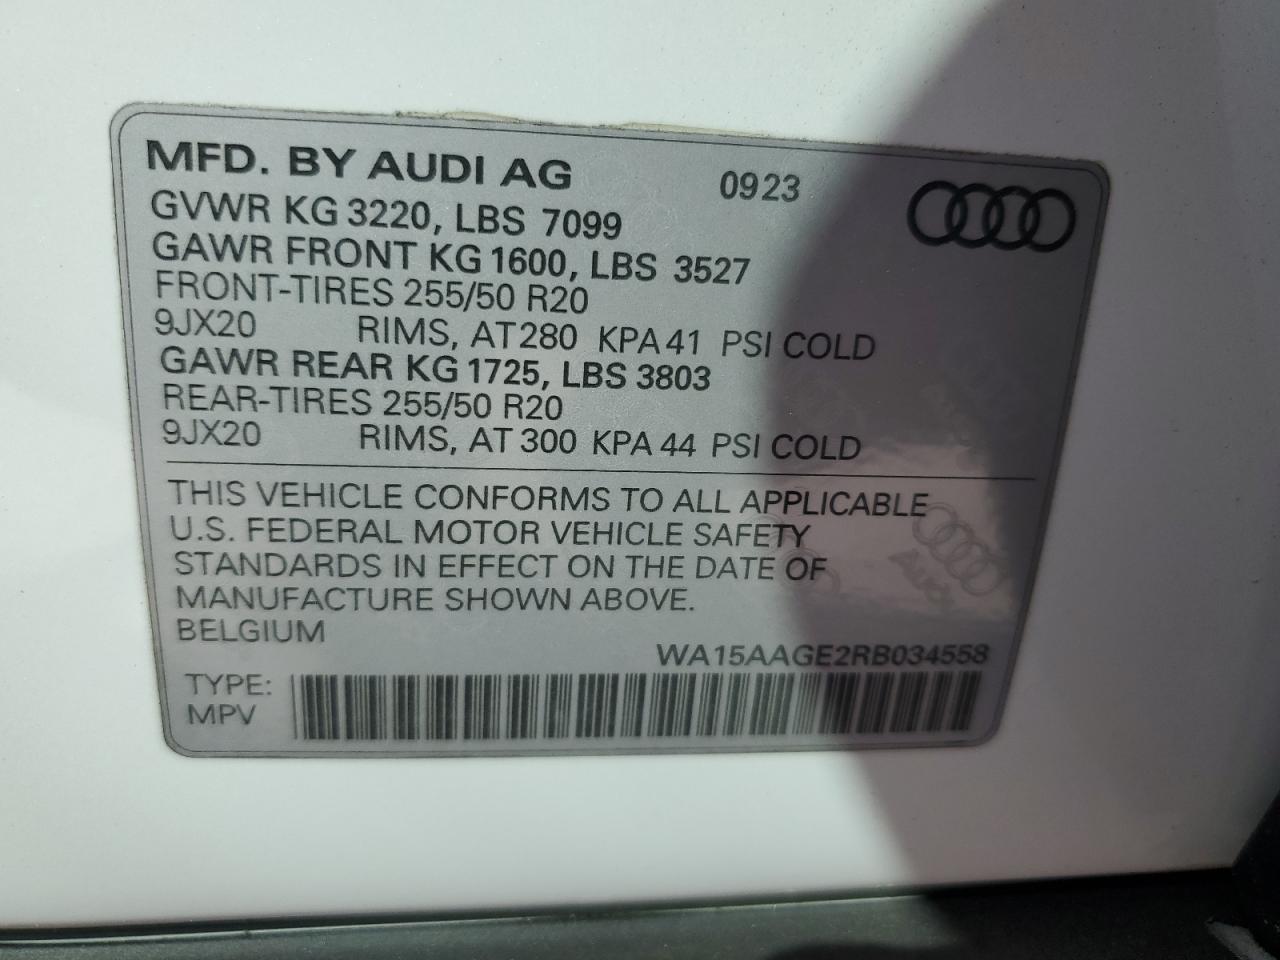 MFD. BY AUDI AG 0923
GVWR KG 3220, LBS 7099
GAWR FRONT KG 1600, LBS 3527
FRONT-TIRES 255/50 R20
9JX20 RIMS, AT 280 KPA 41 PSI COLD
GAWR REAR KG 1725, LBS 3803
REAR-TIRES 255/50 R20
9JX20 RIMS, AT 300 KPA 44 PSI COLD
THIS VEHICLE CONFORMS TO ALL APPLICABLE
U.S. FEDERAL MOTOR VEHICLE SAFETY
STANDARDS IN EFFECT ON THE DATE OF
MANUFACTURE SHOWN ABOVE.
BELGIUM
Audi
WA15AAGE2RB034558
TYPE:
MPV